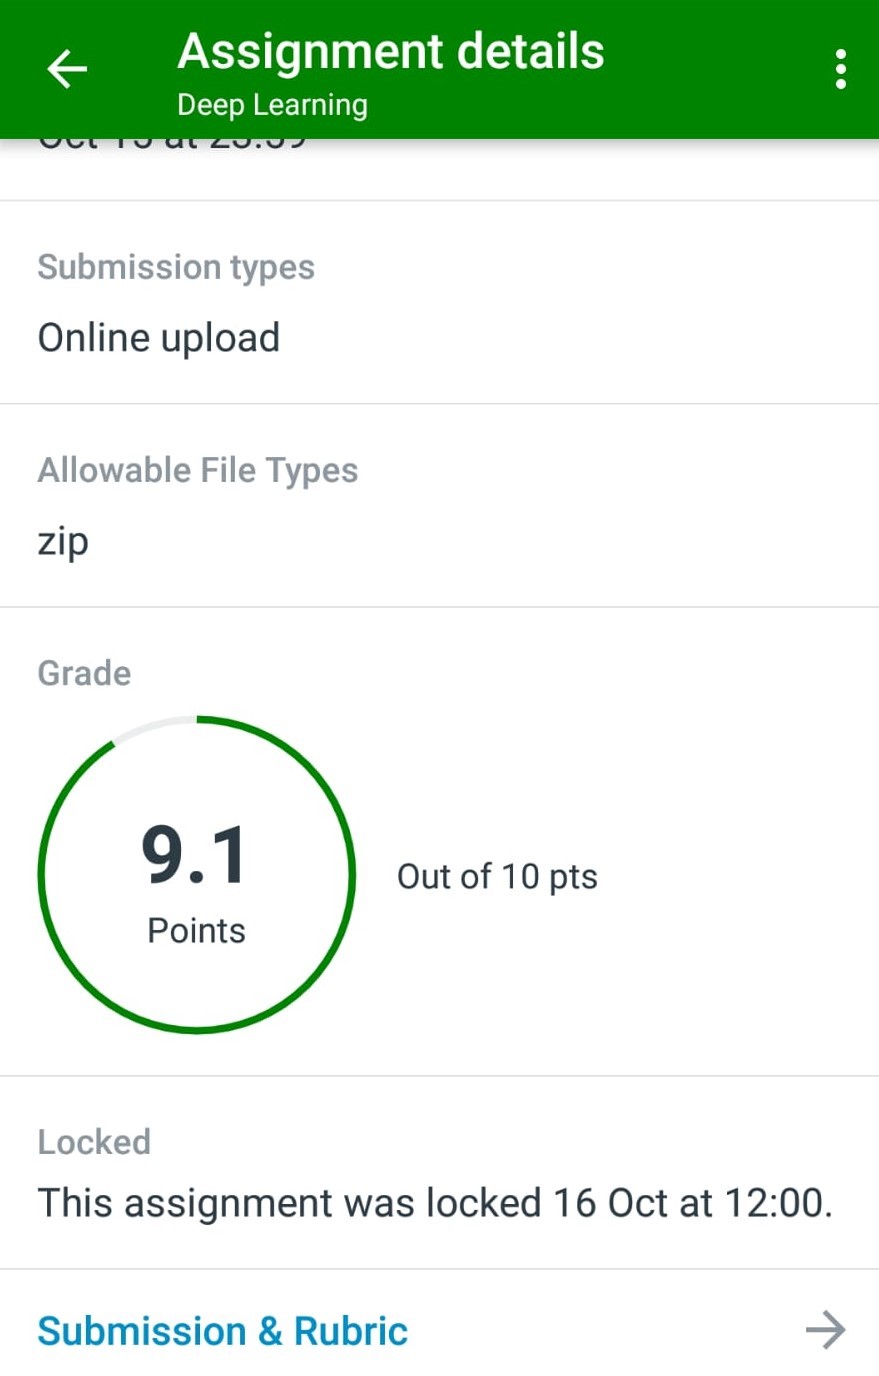 Assignment details
Deep Learning
Submission types
Online upload
Allowable File Types
zip
Grade
9.1
Points
Out of 10 pts
Locked
This assignment was locked 16 Oct at 12:00.
Submission & Rubric